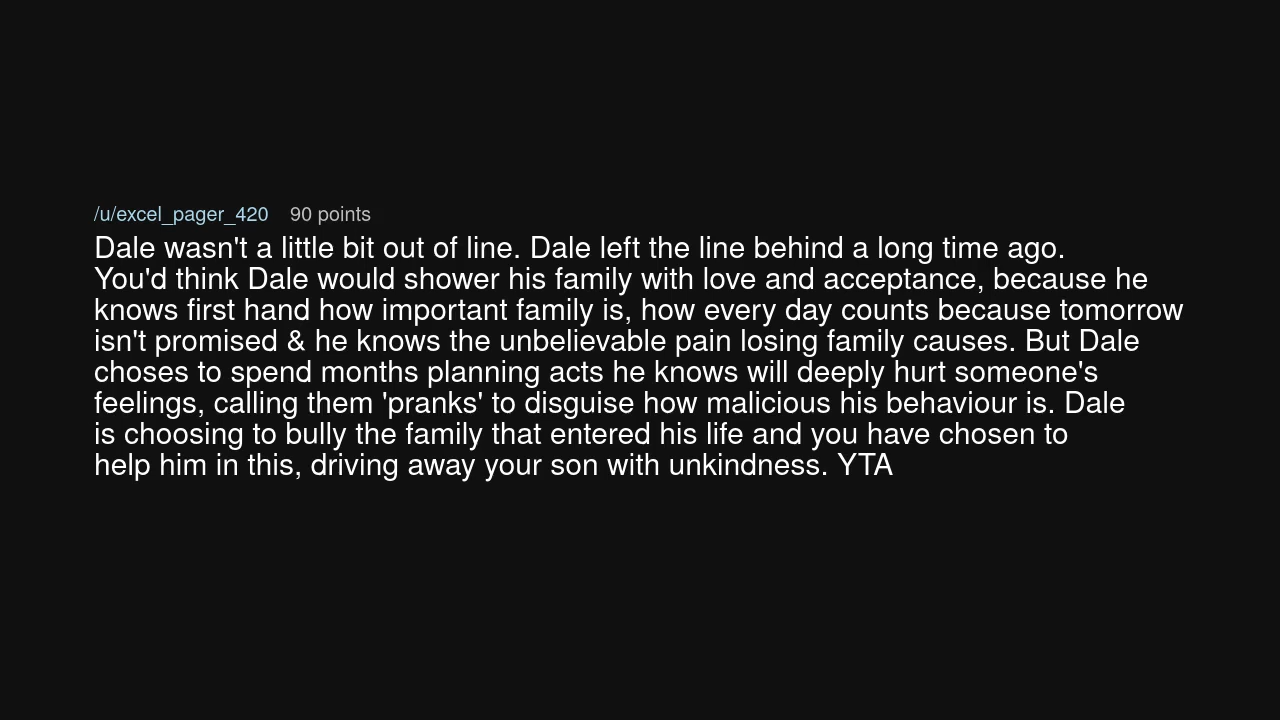 /u/excel_pager_420 90 points
Dale wasn't a little bit out of line. Dale left the line behind a long time ago.
You'd think Dale would shower his family with love and acceptance, because he
knows first hand how important family is, how every day counts because tomorrow
isn't promised & he knows the unbelievable pain losing family causes. But Dale
choses to spend months planning acts he knows will deeply hurt someone's
feelings, calling them 'pranks' to disguise how malicious his behaviour is. Dale
is choosing to bully the family that entered his life and you have chosen to
help him in this, driving away your son with unkindness. YTA